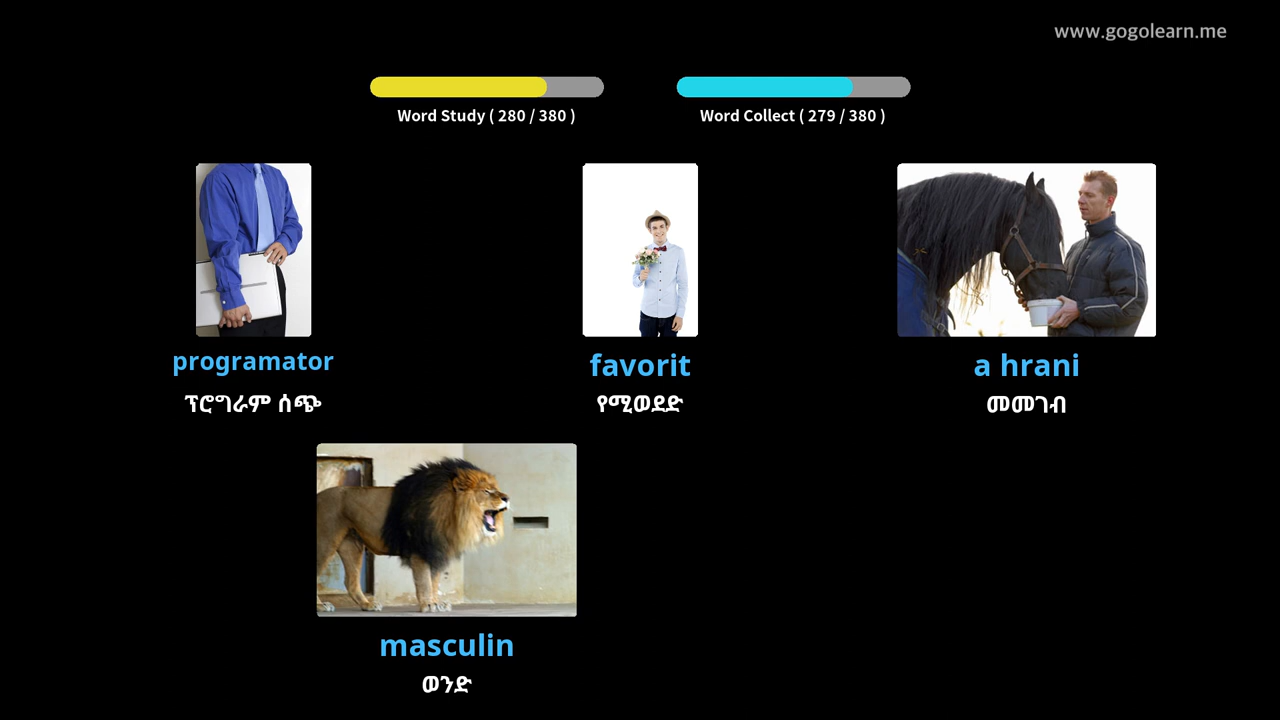 www.gogolearn.me
Word Study ( 280 / 380 )
Word Collect ( 279 / 380 )
programator
ፕሮግራም ሰጭ
favorit
የሚወደድ
a hrani
መመገብ
masculin
ወንድ